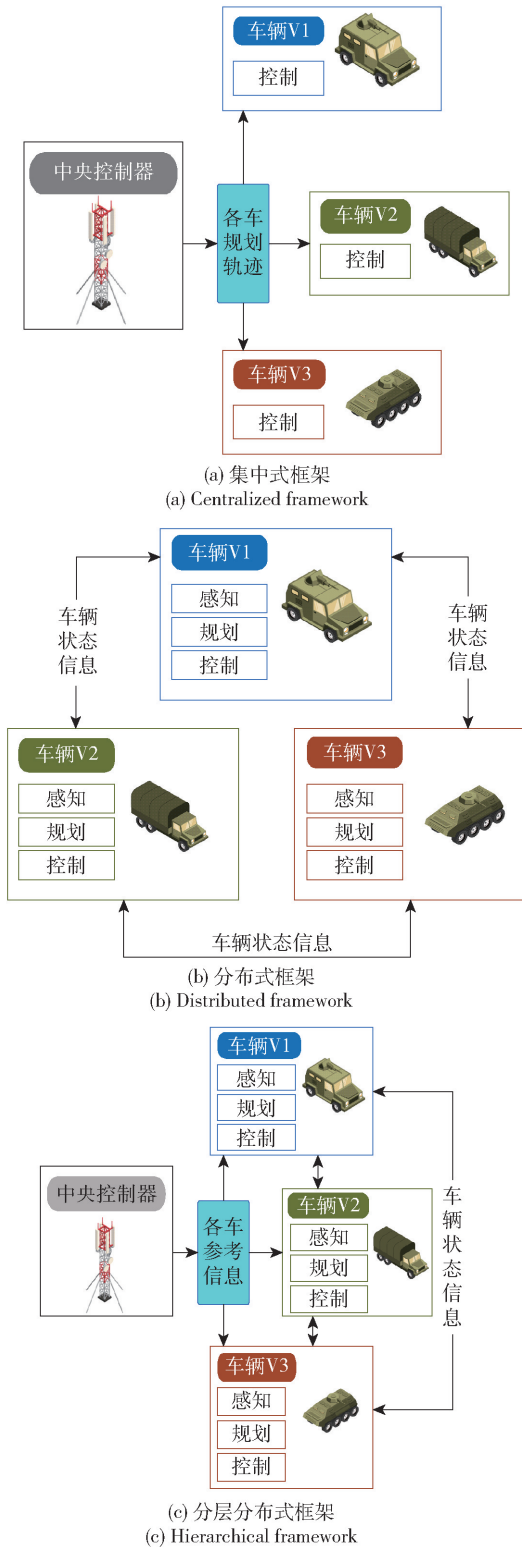 车辆V1
控制
中央控制器
各车
规划
轨迹
车辆V2
控制
车辆V3
控制
(a) 集中式框架
(a) Centralized framework
车辆V1
感知
规划
控制
车辆
状态
信息
车辆
状态
信息
车辆V2
感知
规划
控制
车辆V3
感知
规划
控制
车辆状态信息
(b) 分布式框架
(b) Distributed framework
车辆V1
感知
规划
控制
中央控制器
各车
参考
信息
车辆V2
感知
规划
控制
车辆状态信息
车辆V3
感知
规划
控制
(c) 分层分布式框架
(c) Hierarchical framework